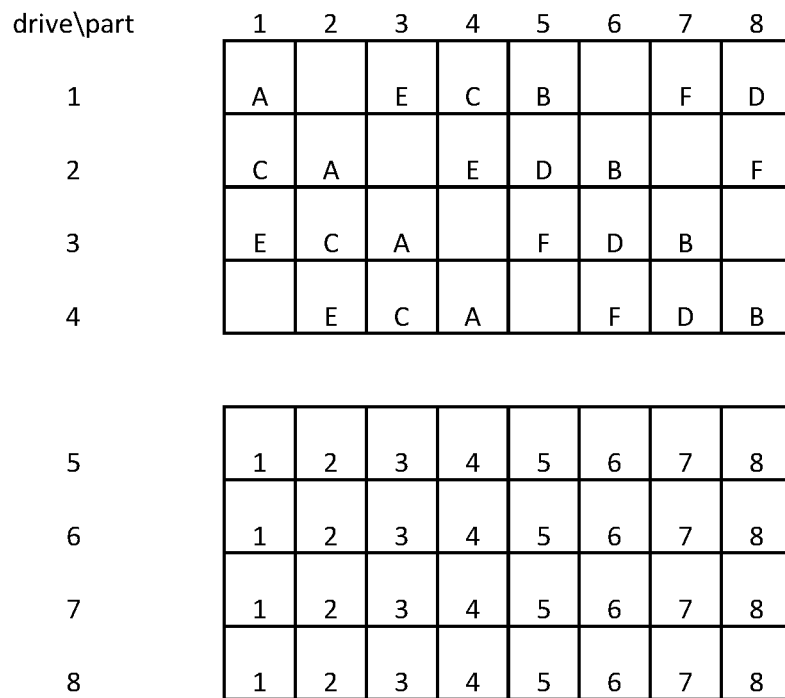 drive\part 1 2 3 4 5 6 7 8
1 A E C B F D
2 C A E D B F
3 E C A F D B
4 E C A F D B
5 1 2 3 4 5 6 7 8
6 1 2 3 4 5 6 7 8
7 1 2 3 4 5 6 7 8
8 1 2 3 4 5 6 7 8